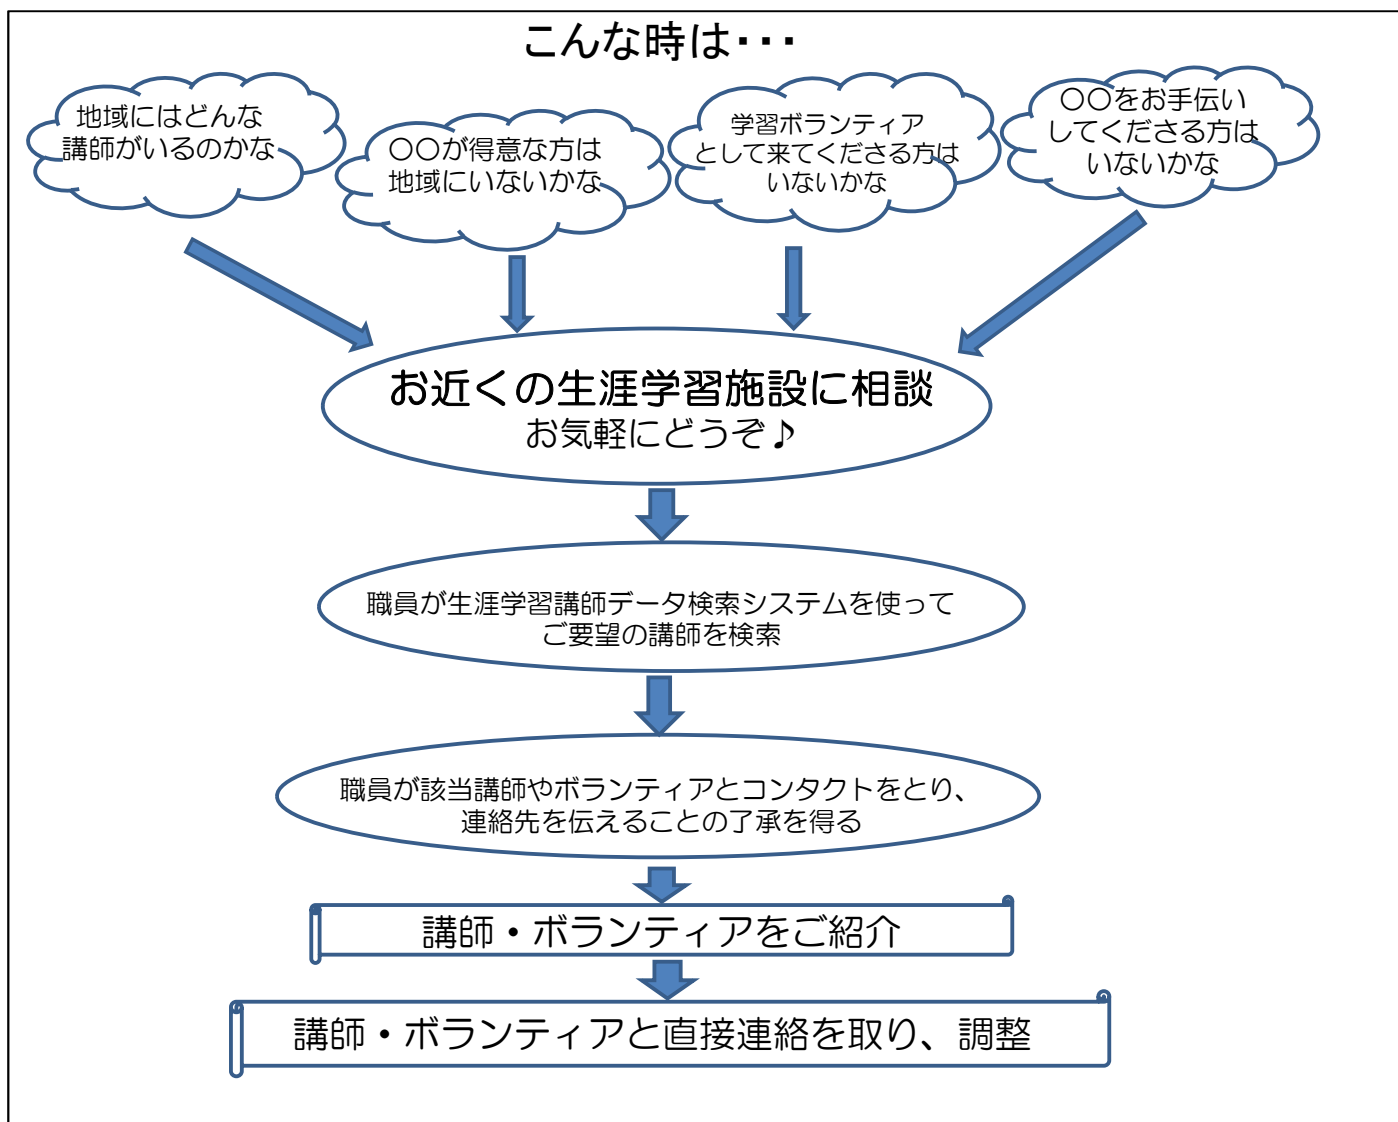 こんな時は・・・
地域にはどんな
講師がいるのかな
〇〇が得意な方は
地域にいないかな
学習ボランティア
として来てくださる方は
いないかな
〇〇をお手伝い
してくださる方は
いないかな
お近くの生涯学習施設に相談
お気軽にどうぞ♪
職員が生涯学習講師データ検索システムを使って
ご要望の講師を検索
職員が該当講師やボランティアとコンタクトをとり、
連絡先を伝えることの了承を得る
講師・ボランティアをご紹介
講師・ボランティアと直接連絡を取り、調整